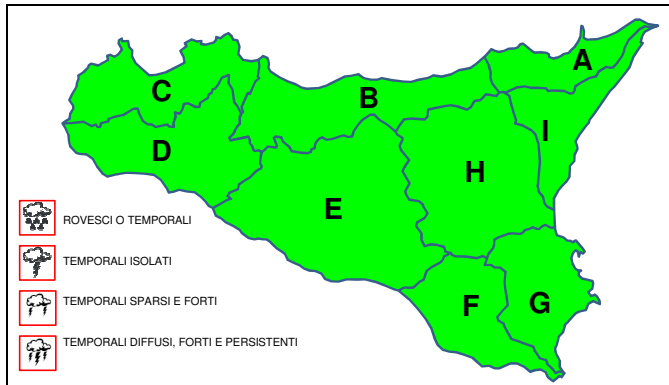 A
C
B
I
D
H
E
ROVESCI O TEMPORALI
TEMPORALI ISOLATI
TEMPORALI SPARSI E FORTI
F
G
TEMPORALI DIFFUSI, FORTI E PERSISTENTI